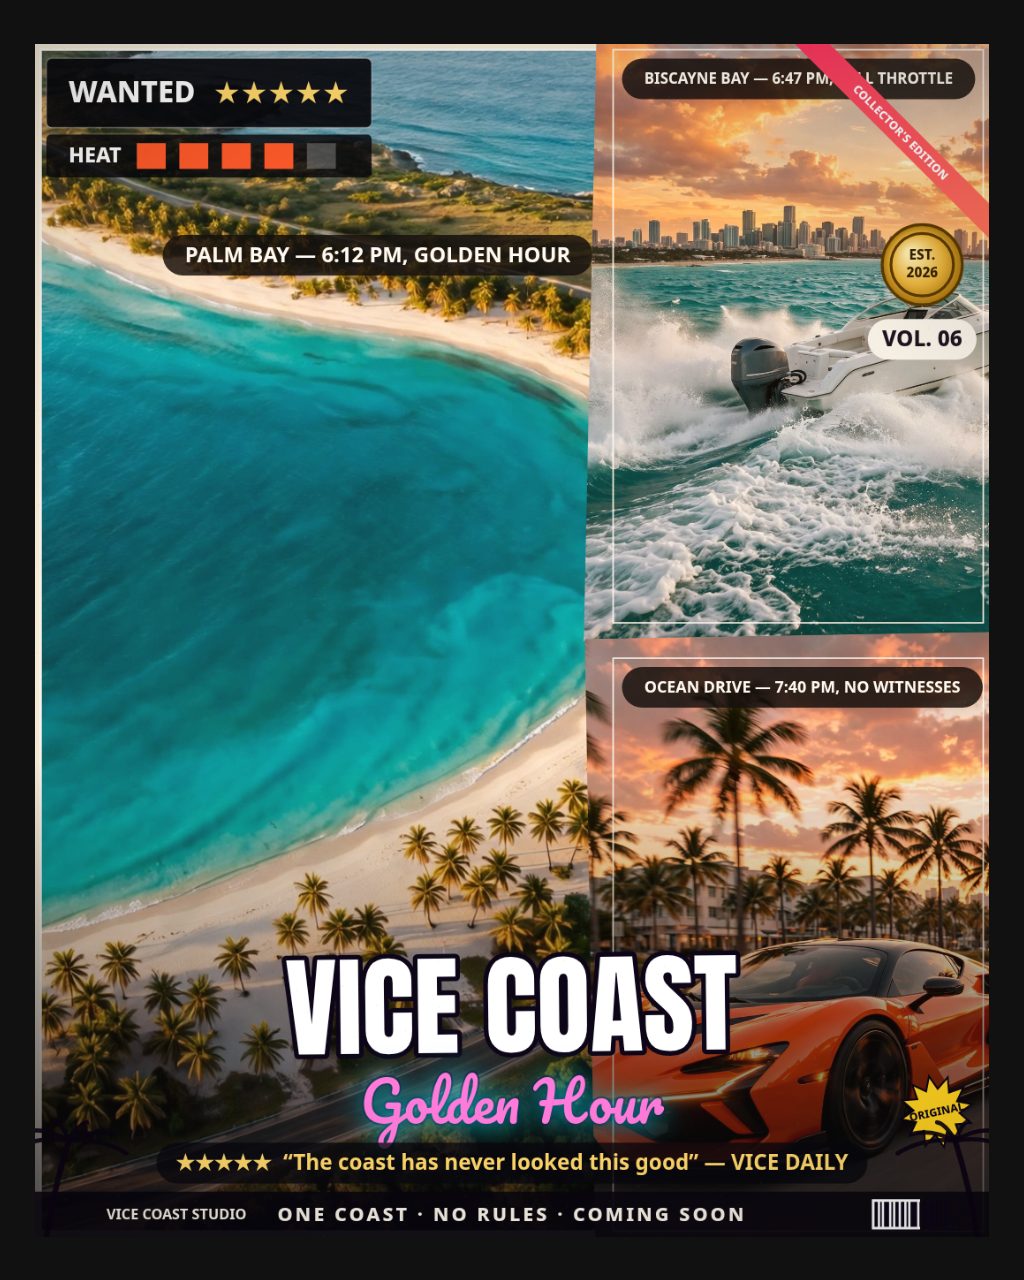 WANTED ★★★★★
HEAT
PALM BAY — 6:12 PM, GOLDEN HOUR
BISCAYNE BAY — 6:47 PM, THROTTLE
COLLECTOR'S EDITION
EST.
2026
VOL. 06
OCEAN DRIVE — 7:40 PM, NO WITNESSES
VICE COAST
Golden Hour
ORIGINAL
★★★★★ “The coast has never looked this good” — VICE DAILY
VICE COAST STUDIO
ONE COAST · NO RULES · COMING SOON